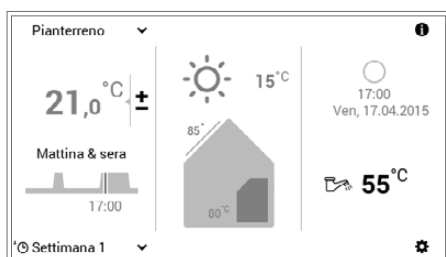 Pianterreno
21,0°C ±
Mattina & sera
17:00
Settimana 1
15°C
85°
80°C
17:00
Ven, 17.04.2015
55°C